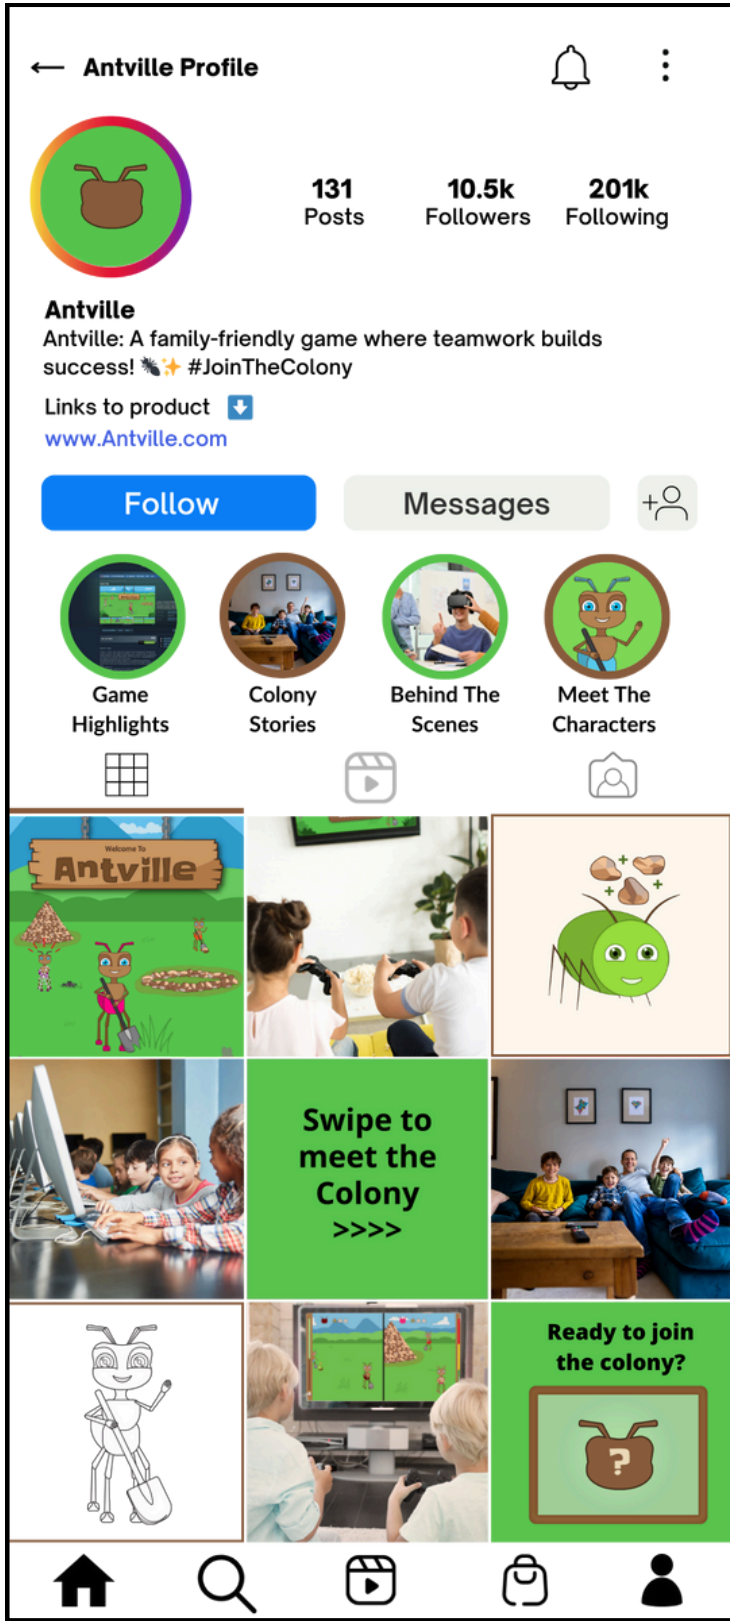 Antville Profile
131 10.5k 201k
Posts Followers Following
Antville
Antville: A family-friendly game where teamwork builds
success! 🐜✨ #JoinTheColony
Links to product ⬇️
www.Antville.com
Follow Messages
Game Colony Behind The Meet The
Highlights Stories Scenes Characters
Welcome To
Antville
Swipe to
meet the
Colony
>>>>
Ready to join
the colony?
?